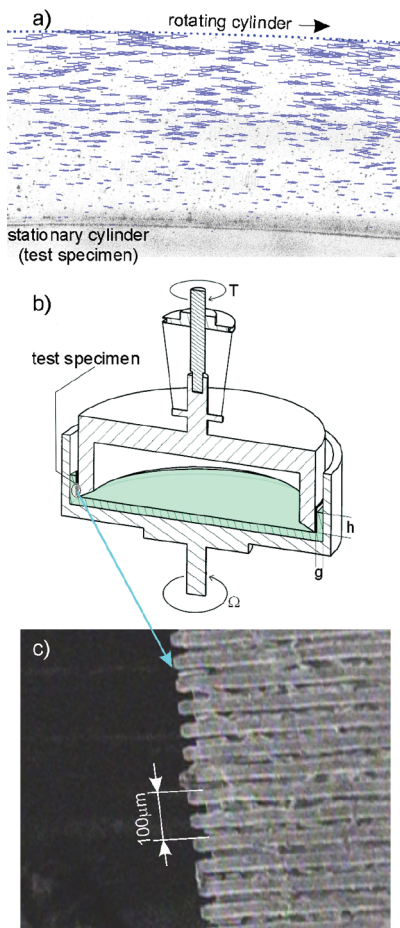 a)
rotating cylinder
stationary cylinder
(test specimen)
b)
T
test specimen
h
g
Ω
c)
100μm